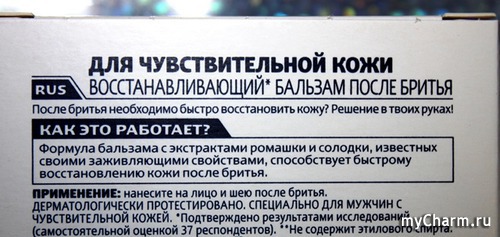 ДЛЯ ЧУВСТВИТЕЛЬНОЙ КОЖИ
RUS ВОССТАНАВЛИВАЮЩИЙ* БАЛЬЗАМ ПОСЛЕ БРИТЬЯ
После бритья необходимо быстро восстановить кожу? Решение в твоих руках!
КАК ЭТО РАБОТАЕТ?
Формула бальзама с экстрактами ромашки и солодки, известных
своими заживляющими свойствами, способствует быстрому
восстановлению кожи после бритья.
ПРИМЕНЕНИЕ: нанесите на лицо и шею после бритья.
ДЕРМАТОЛОГИЧЕСКИ ПРОТЕСТИРОВАНО. СПЕЦИАЛЬНО ДЛЯ МУЖЧИН С
ЧУВСТВИТЕЛЬНОЙ КОЖЕЙ. *Подтверждено результатами исследований
(самостоятельной оценкой 37 респондентов). **Не содержит этилового спирта.
myCharm.ru